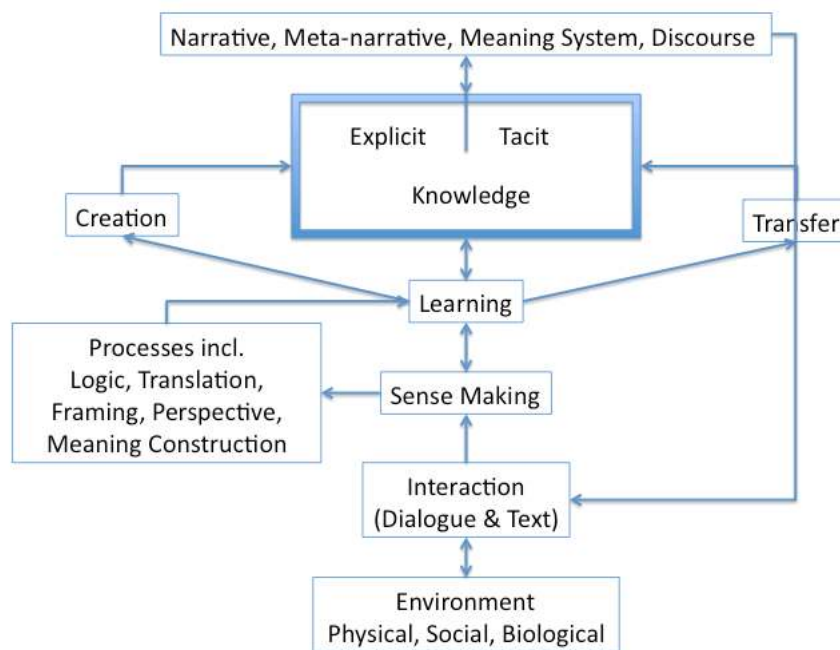 Narrative, Meta-narrative, Meaning System, Discourse
Explicit Tacit
Knowledge
Creation
Transfer
Learning
Processes incl.
Logic, Translation,
Framing, Perspective,
Meaning Construction
Sense Making
Interaction
(Dialogue & Text)
Environment
Physical, Social, Biological